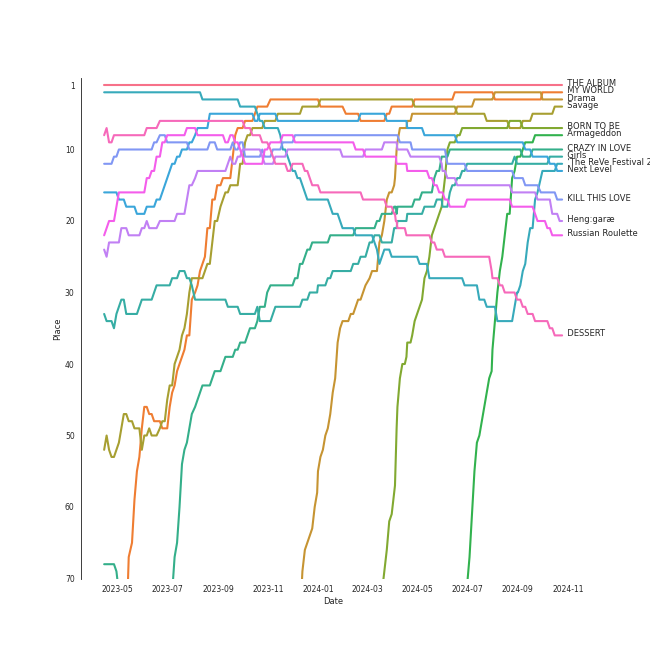 THE ALBUM
MY WORLD
Drama
Savage
BORN TO BE
Armageddon
CRAZY IN LOVE
Girls
The ReVe Festival 2
Next Level
KILL THIS LOVE
Heng:garæ
Russian Roulette
DESSERT
1
10
20
30
40
50
60
70
Place
2023-05
2023-07
2023-09
2023-11
2024-01
2024-03
2024-05
2024-07
2024-09
2024-11
Date